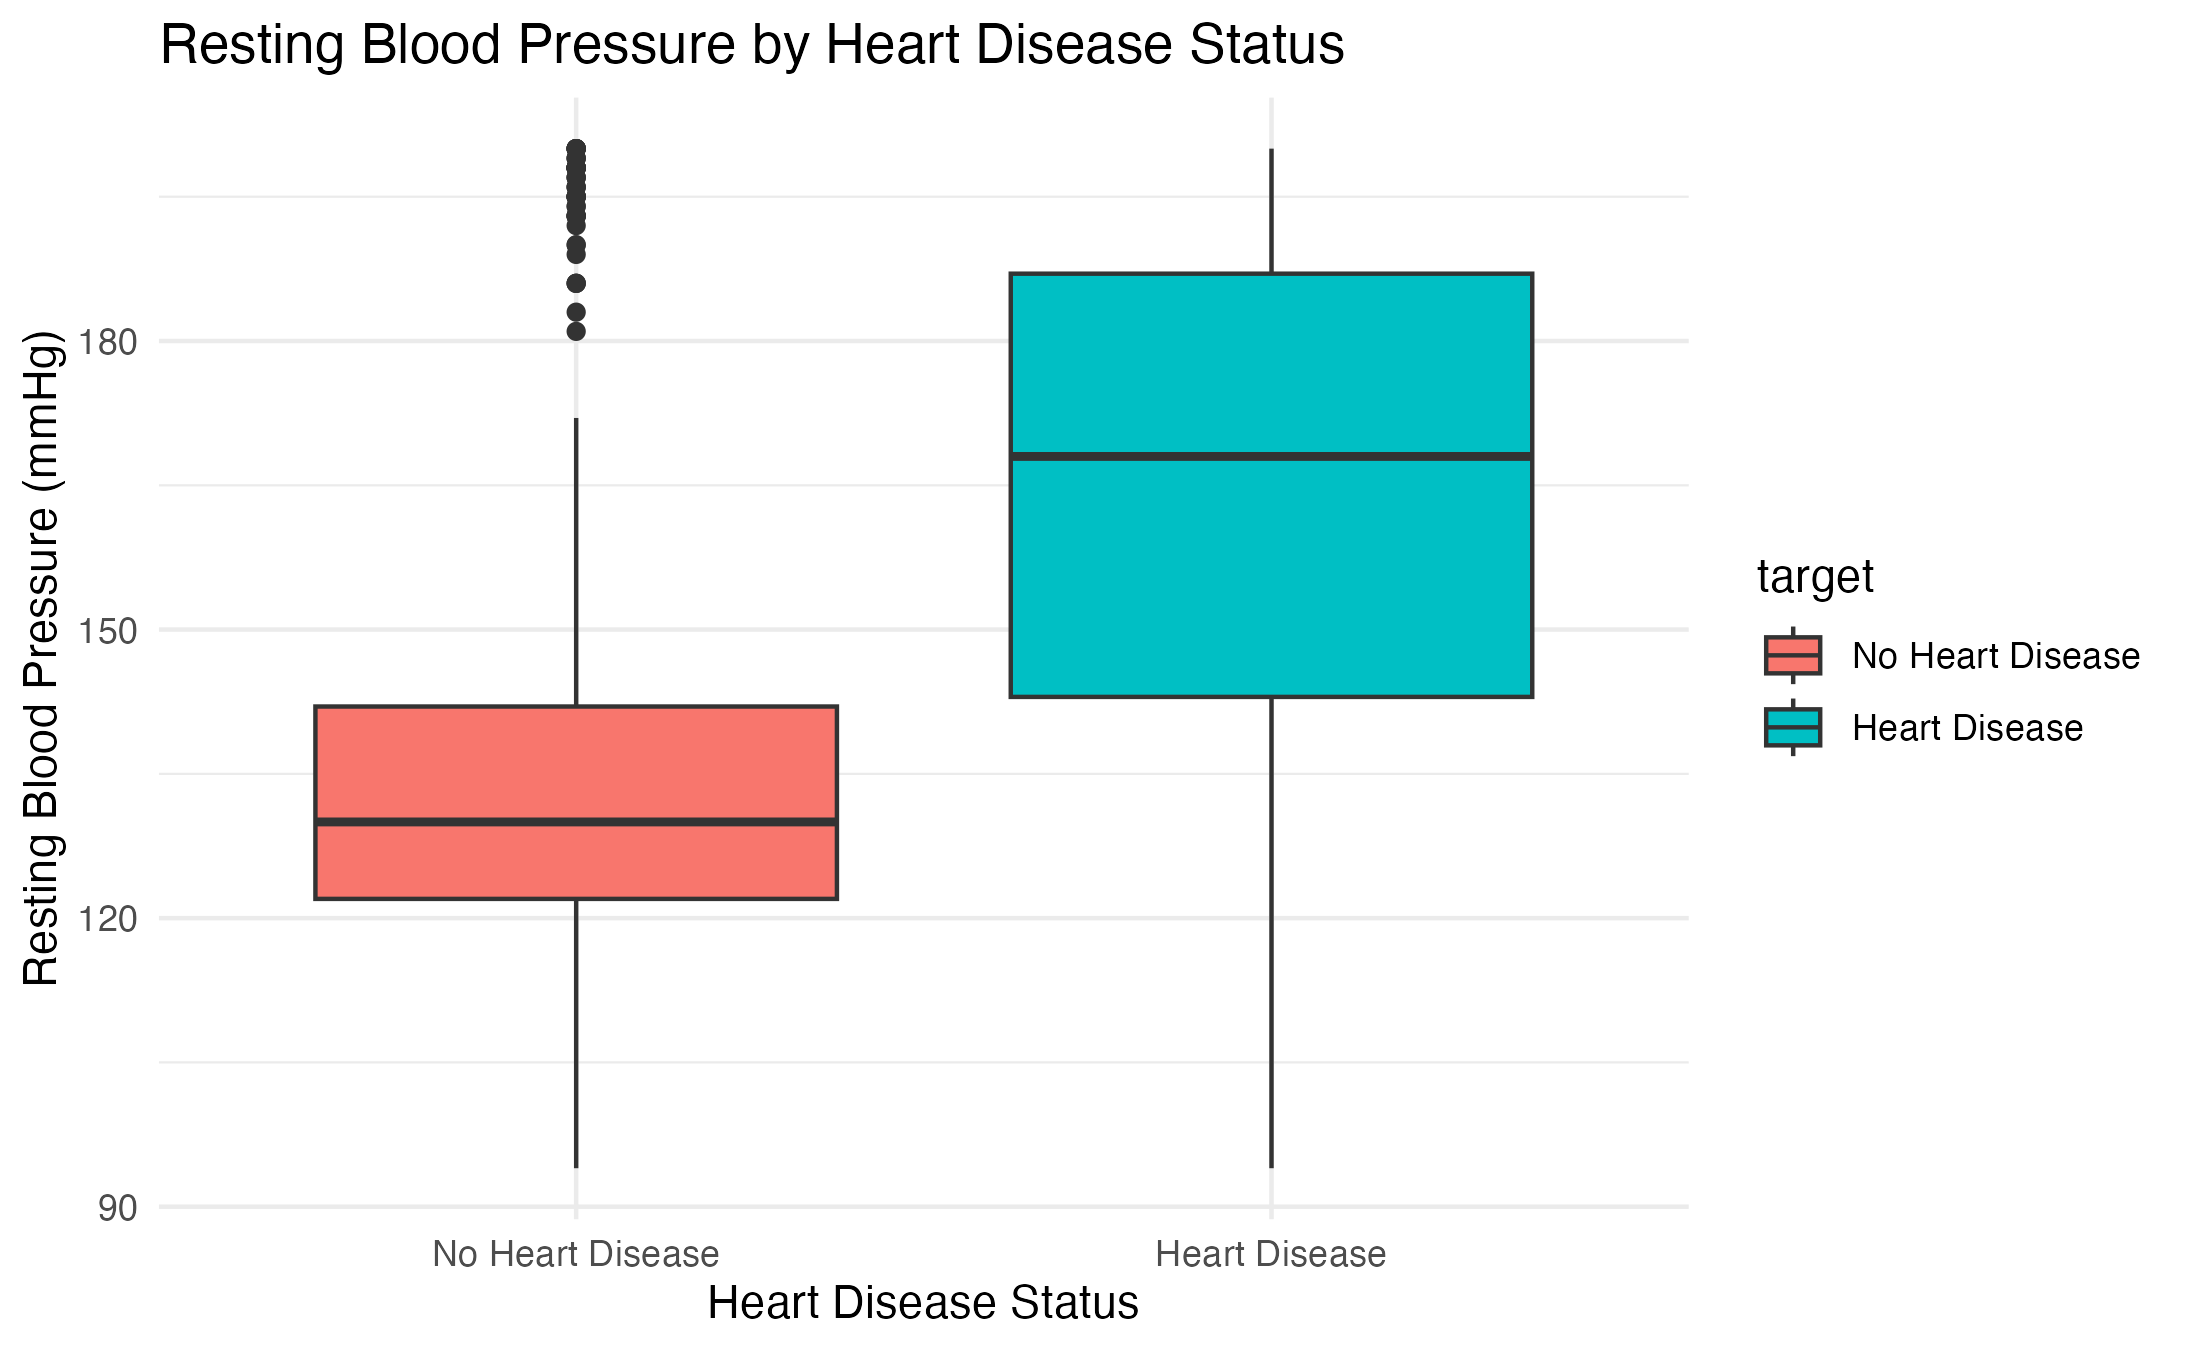 Resting Blood Pressure by Heart Disease Status
Resting Blood Pressure (mmHg)
180
150
120
90
No Heart Disease
Heart Disease
Heart Disease Status
target
No Heart Disease
Heart Disease